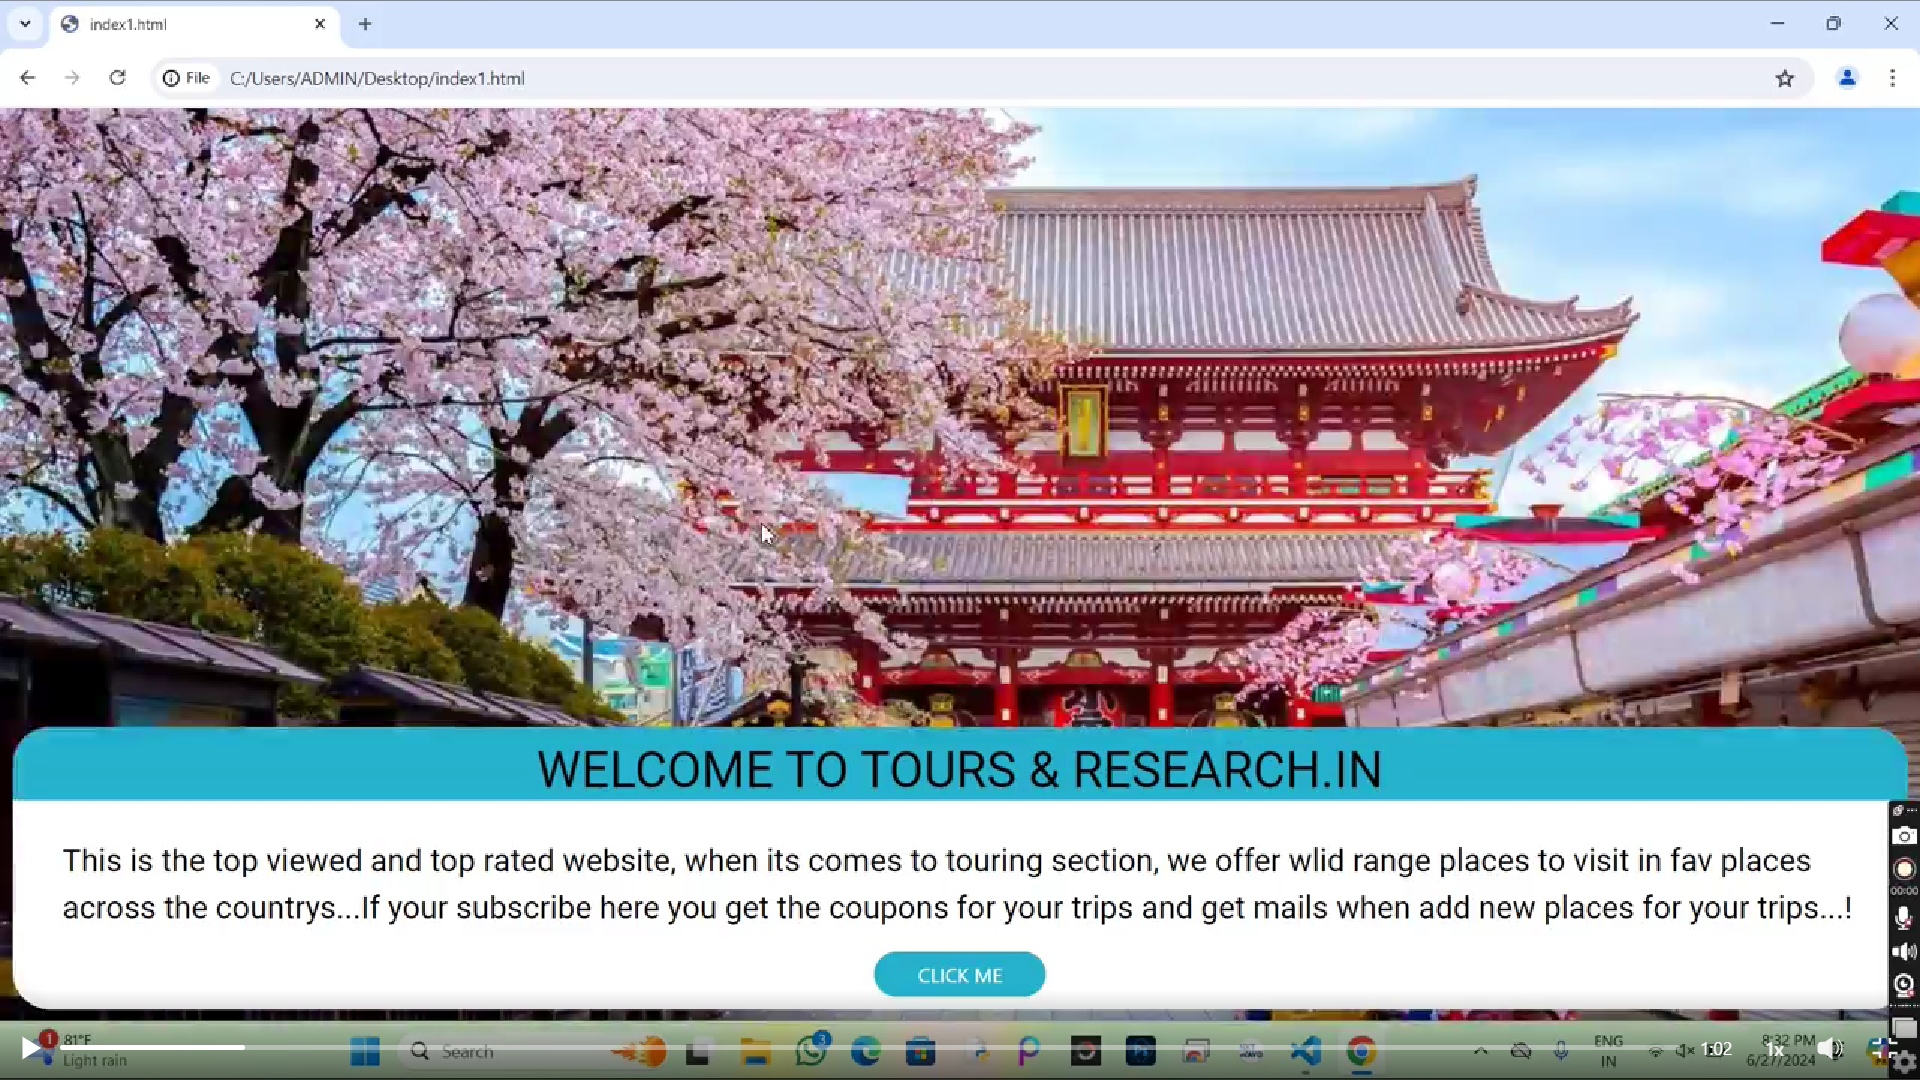 index1.html
File C:/Users/ADMIN/Desktop/index1.html
WELCOME TO TOURS & RESEARCH.IN
This is the top viewed and top rated website, when its comes to touring section, we offer wlid range places to visit in fav places
across the countrys...If your subscribe here you get the coupons for your trips and get mails when add new places for your trips...!
CLICK ME
00:00
1
81°F
Light rain
Search
3
ENG
IN
1:02
1x
8:32 PM
6/27/2024